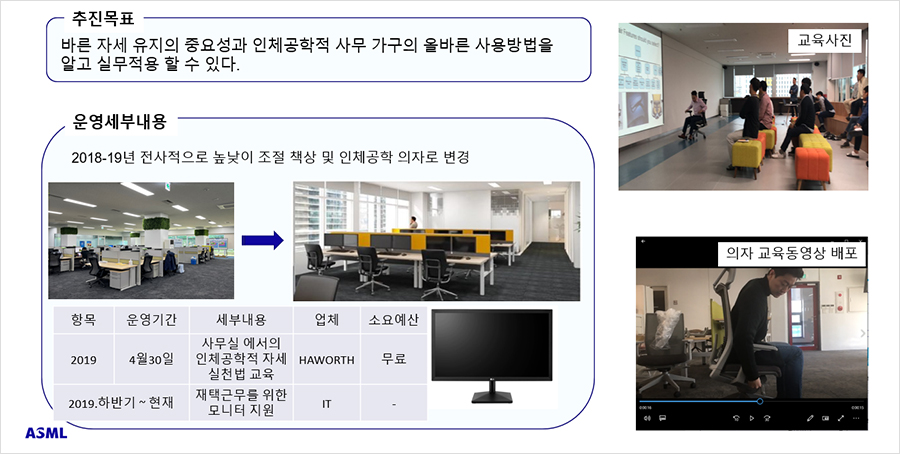 추진목표
바른 자세 유지의 중요성과 인체공학적 사무 가구의 올바른 사용방법을
알고 실무적용 할 수 있다.
운영세부내용
2018-19년 전사적으로 높낮이 조절 책상 및 인체공학 의자로 변경
항목 운영기간 세부내용 업체 소요예산
2019 4월30일 사무실 에서의
인체공학적 자세
실천법 교육 HAWORTH 무료
2019.하반기 ~ 현재 재택근무를 위한
모니터 지원 IT -
ASML
교육사진
의자 교육동영상 배포